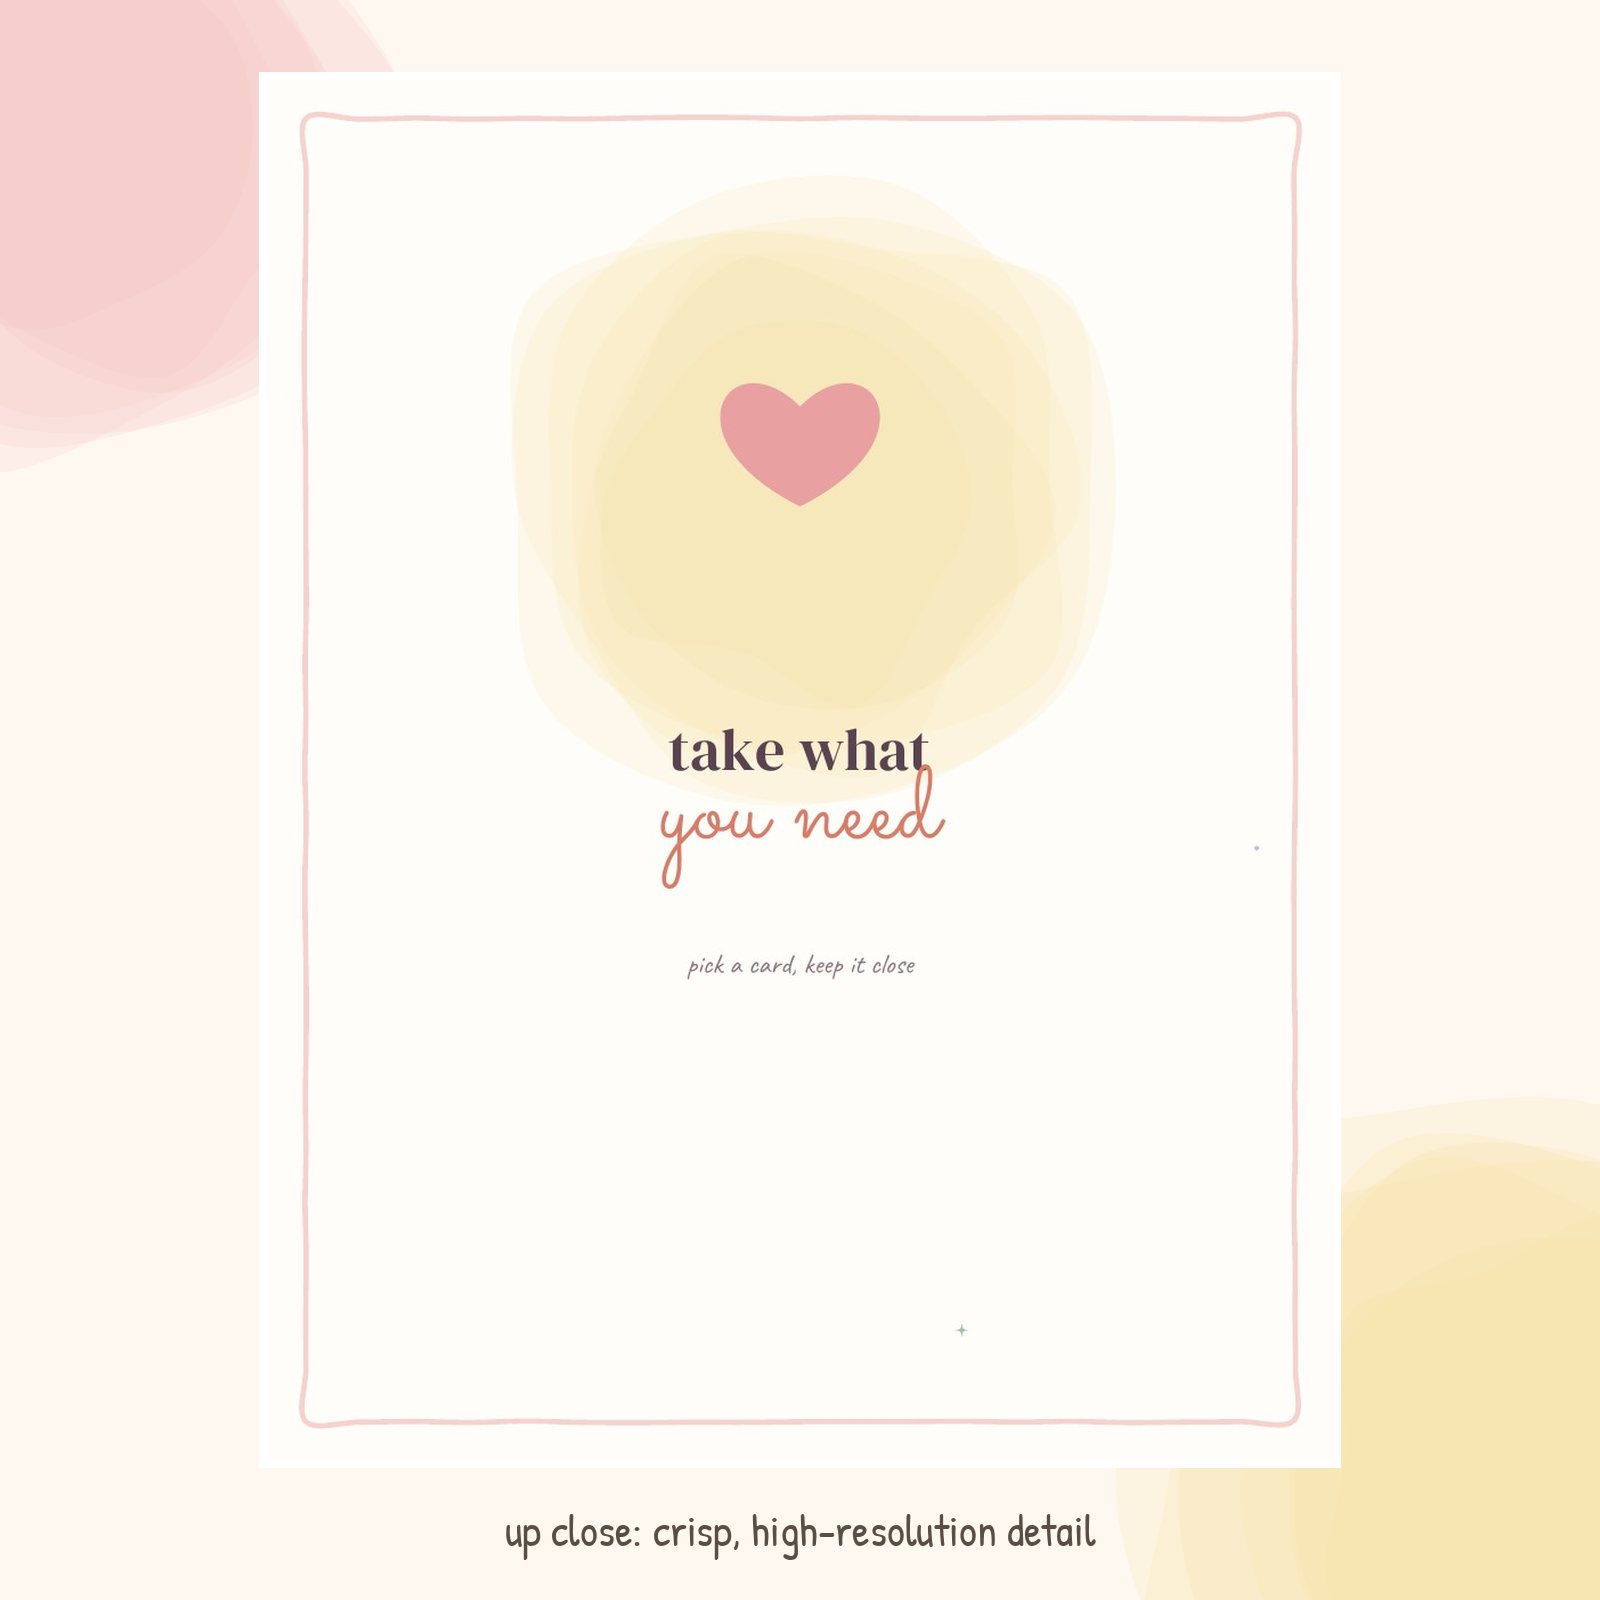 take what
you need
pick a card, keep it close
up close: crisp, high-resolution detail